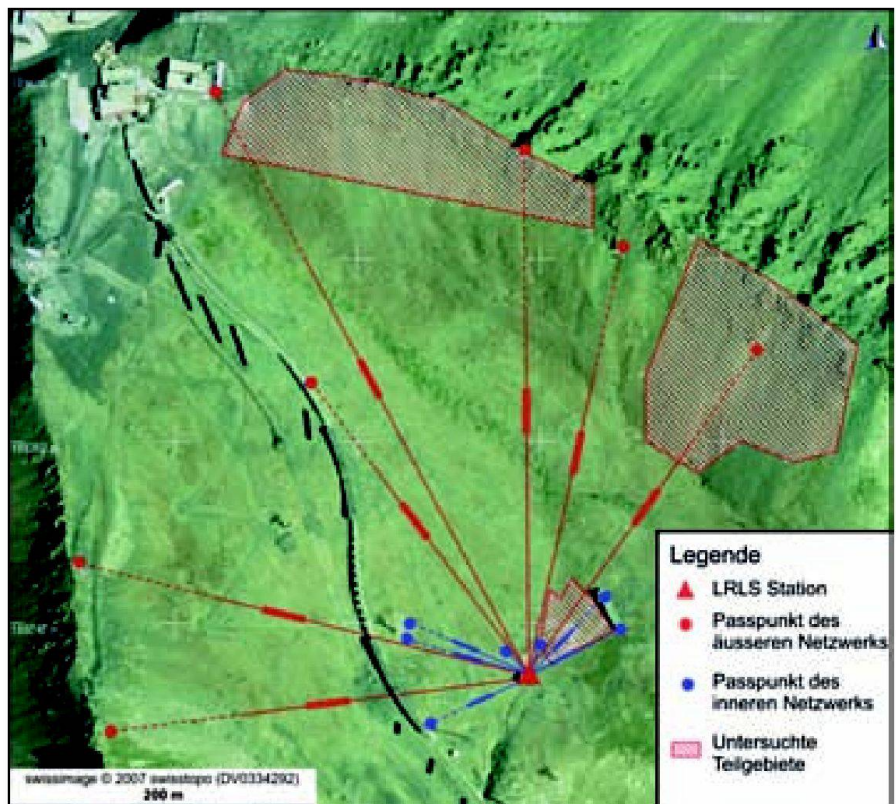 Legende
LRLS Station
Passpunkt des
äusseren Netzwerks
Passpunkt des
inneren Netzwerks
Untersuchte
Teilgebiete
swissimage © 2007 swisstopo (DV0334292)
200 m